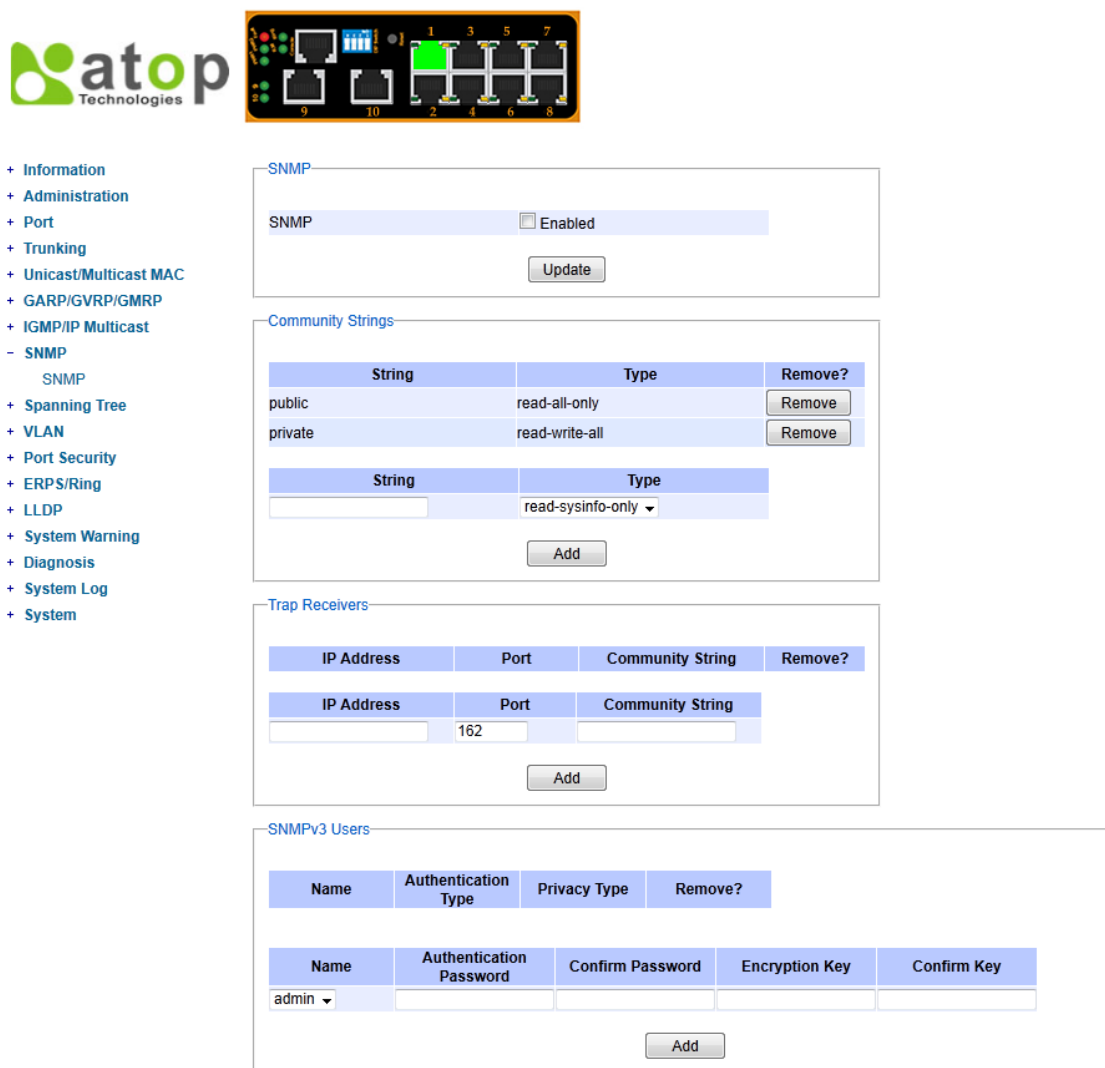 atop
Technologies
1 3 5 7
9 10 2 4 6 8
+ Information
+ Administration
+ Port
+ Trunking
+ Unicast/Multicast MAC
+ GARP/GVRP/GMRP
+ IGMP/IP Multicast
− SNMP
SNMP
+ Spanning Tree
+ VLAN
+ Port Security
+ ERPS/Ring
+ LLDP
+ System Warning
+ Diagnosis
+ System Log
+ System
SNMP
SNMP Enabled
Update
Community Strings
String Type Remove?
public read-all-only Remove
private read-write-all Remove
String Type
read-sysinfo-only
Add
Trap Receivers
IP Address Port Community String Remove?
IP Address Port Community String
162
Add
SNMPv3 Users
Name Authentication Type Privacy Type Remove?
Name Authentication Password Confirm Password Encryption Key Confirm Key
admin
Add